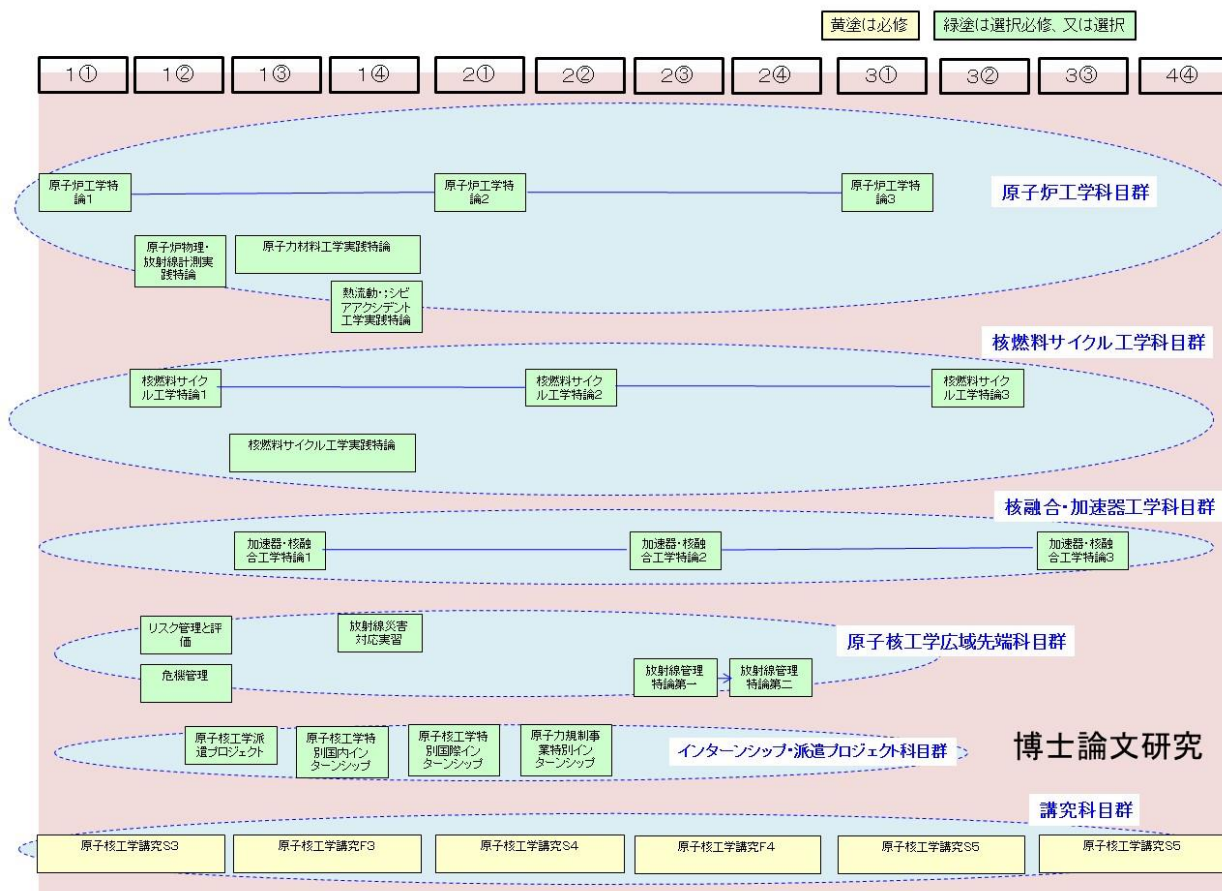 黄塗は必修
緑塗は選択必修、又は選択
1①
1②
1③
1④
2①
2②
2③
2④
3①
3②
3③
4④
原子炉工学特
論1
原子炉工学特
論2
原子炉工学特
論3
原子炉工学科目群
原子炉物理・
放射線計測実
践特論
原子力材料工学実践特論
熱流動・;シビ
アアクシデント
工学実践特論
核燃料サイクル工学科目群
核燃料サイク
ル工学特論1
核燃料サイク
ル工学特論2
核燃料サイク
ル工学特論3
核燃料サイクル工学実践特論
核融合・加速器工学科目群
加速器・核融
合工学特論1
加速器・核融
合工学特論2
加速器・核融
合工学特論3
リスク管理と評
価
放射線災害
対応実習
原子核工学広域先端科目群
危機管理
放射線管理
特論第一
放射線管理
特論第二
原子核工学派
遣プロジェクト
原子核工学特
別国内イン
ターンシップ
原子核工学特
別国際イン
ターンシップ
原子力規制事
業特別イン
ターンシップ
インターンシップ・派遣プロジェクト科目群
博士論文研究
講究科目群
原子核工学講究S3
原子核工学講究F3
原子核工学講究S4
原子核工学講究F4
原子核工学講究S5
原子核工学講究S5